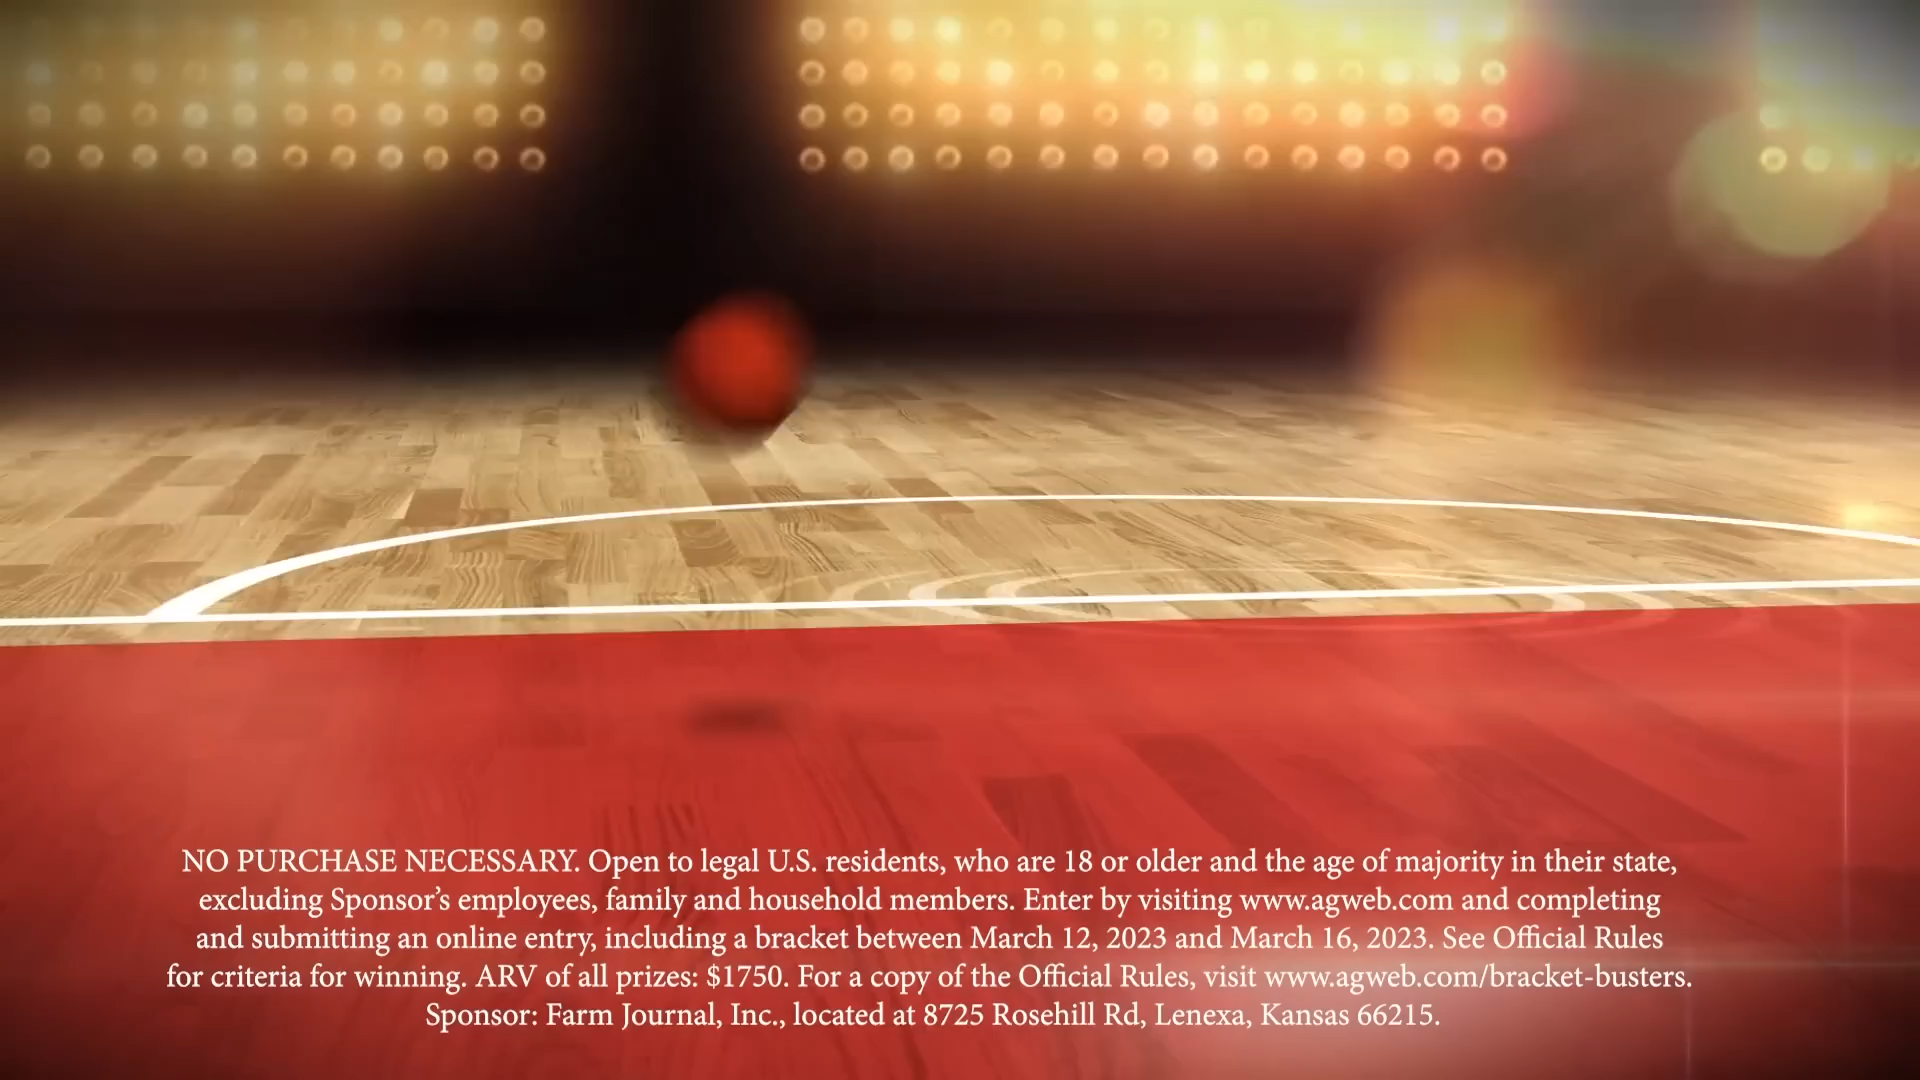 NO PURCHASE NECESSARY. Open to legal U.S. residents, who are 18 or older and the age of majority in their state,
excluding Sponsor’s employees, family and household members. Enter by visiting www.agweb.com and completing
and submitting an online entry, including a bracket between March 12, 2023 and March 16, 2023. See Official Rules
for criteria for winning. ARV of all prizes: $1750. For a copy of the Official Rules, visit www.agweb.com/bracket-busters.
Sponsor: Farm Journal, Inc., located at 8725 Rosehill Rd, Lenexa, Kansas 66215.